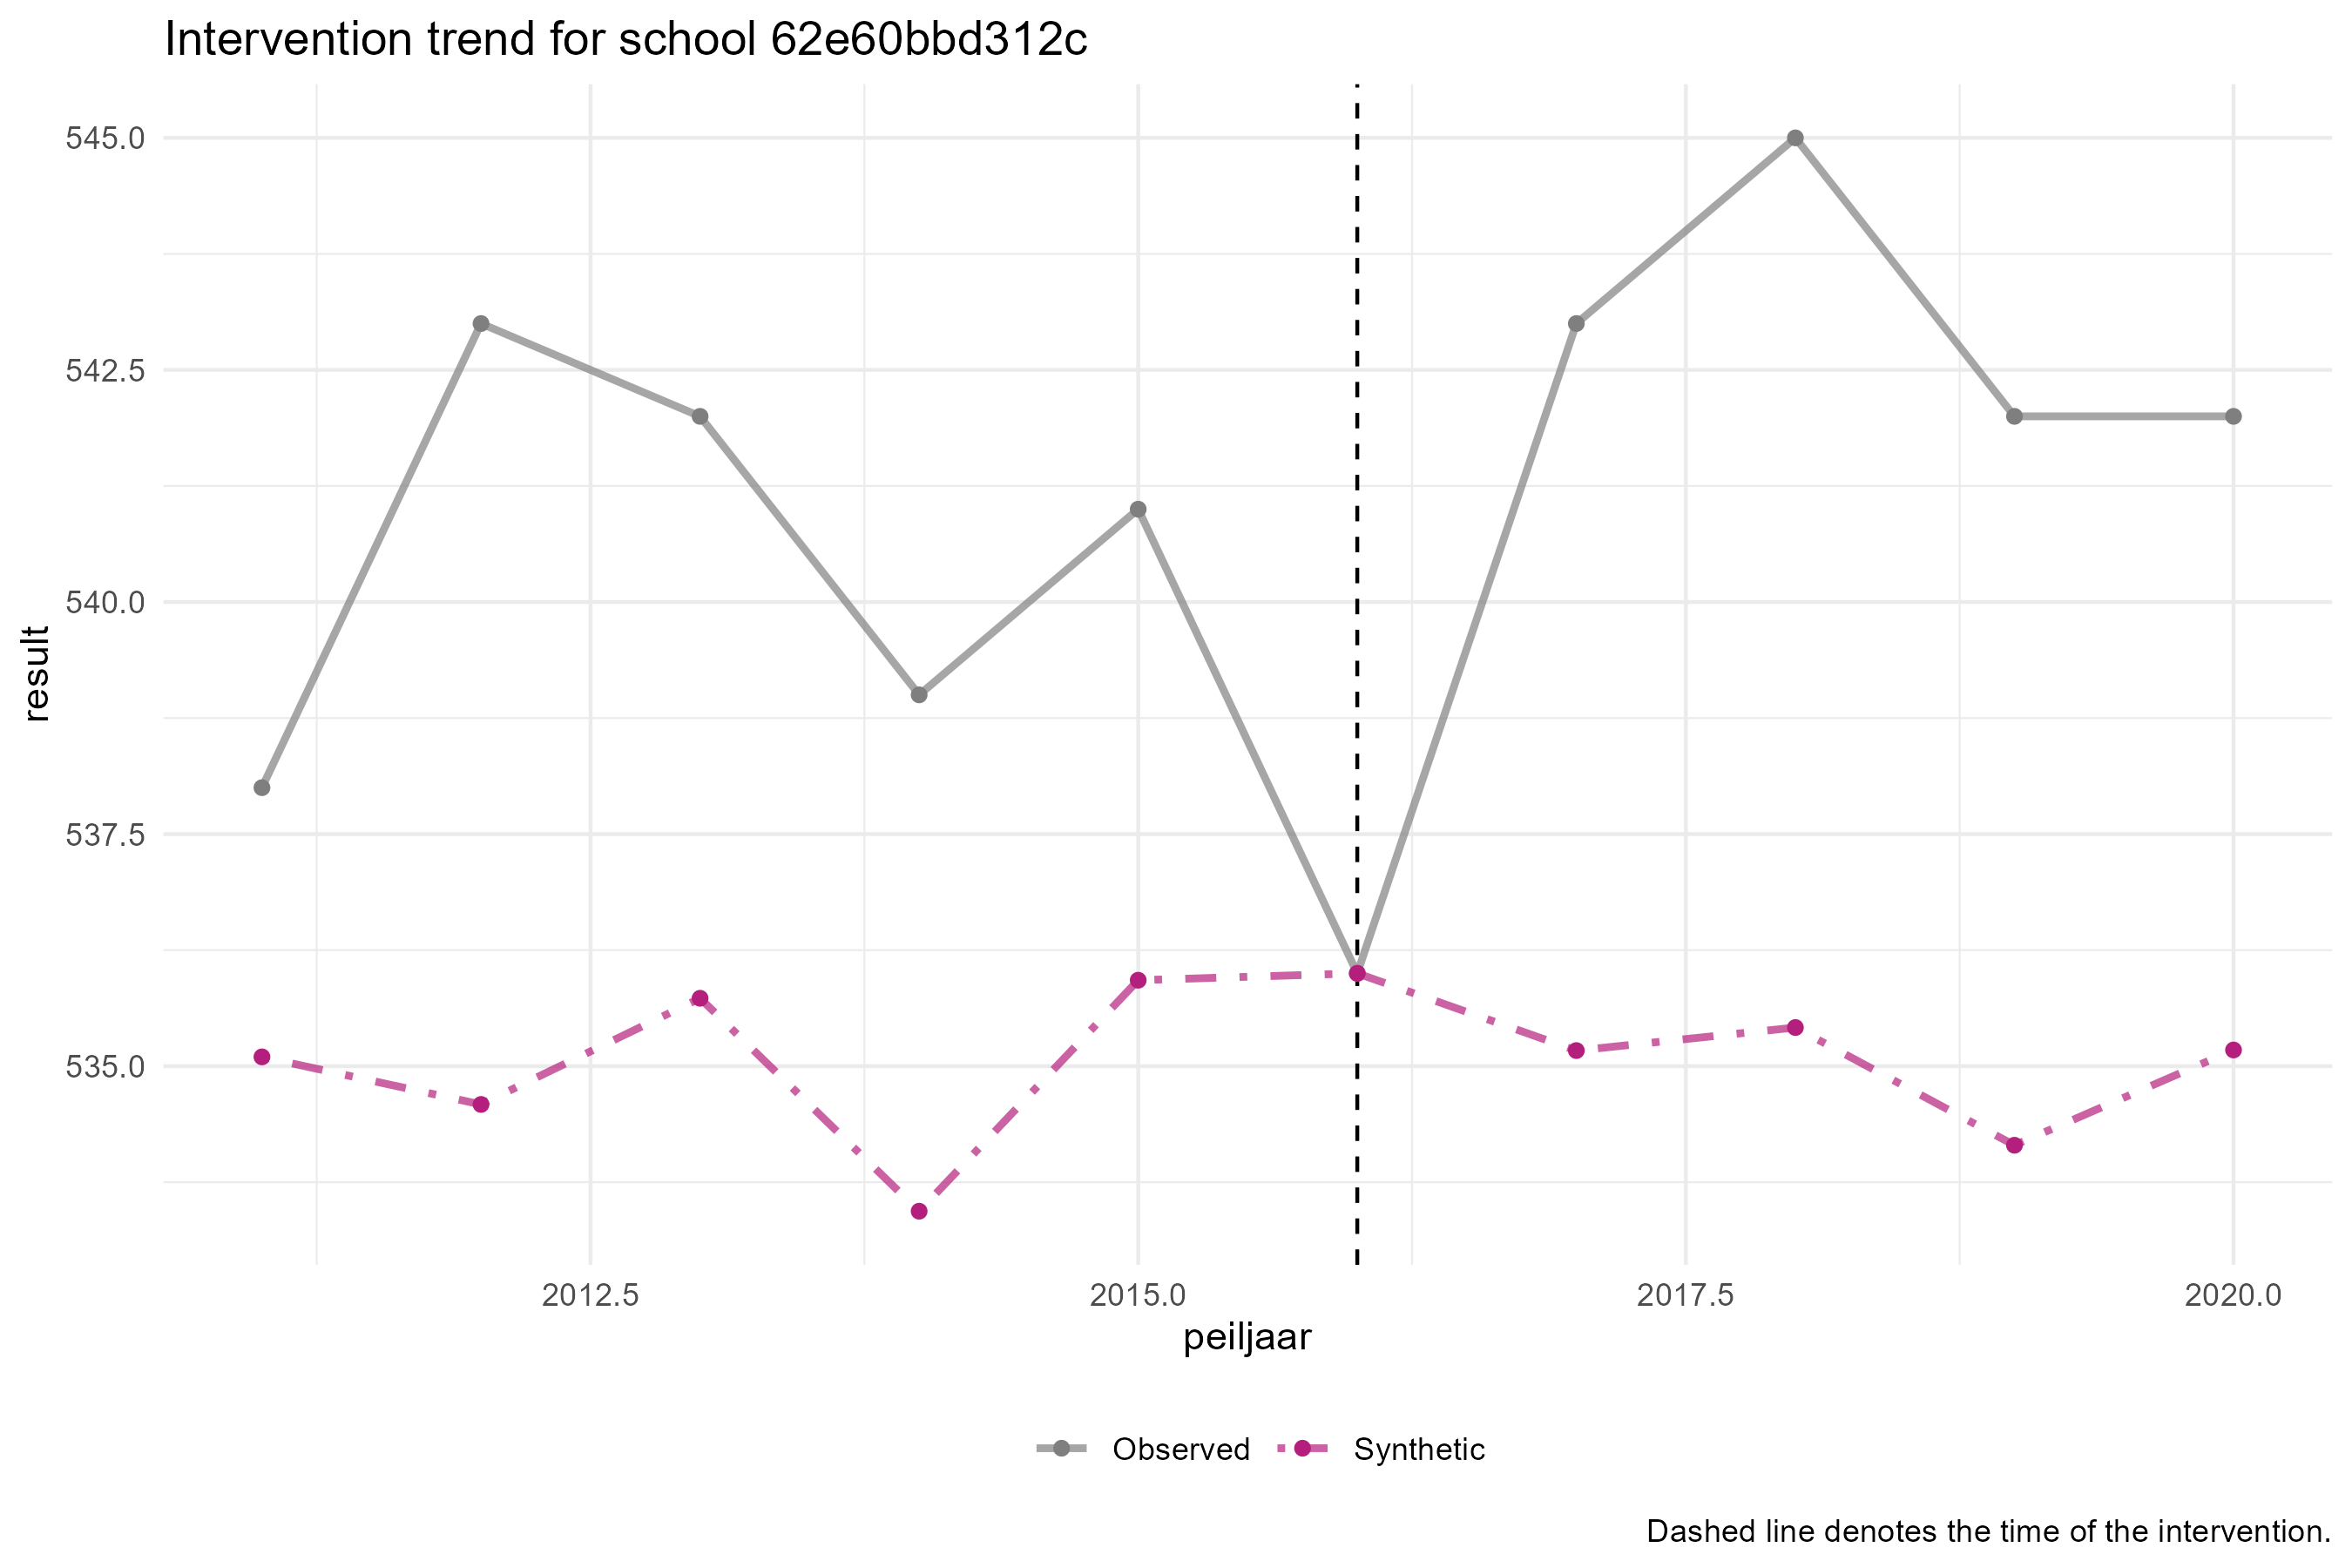 Intervention trend for school 62e60bbd312c
545.0
542.5
540.0
537.5
535.0
result
2012.5
2015.0
2017.5
2020.0
peiljaar
Observed
Synthetic
Dashed line denotes the time of the intervention.